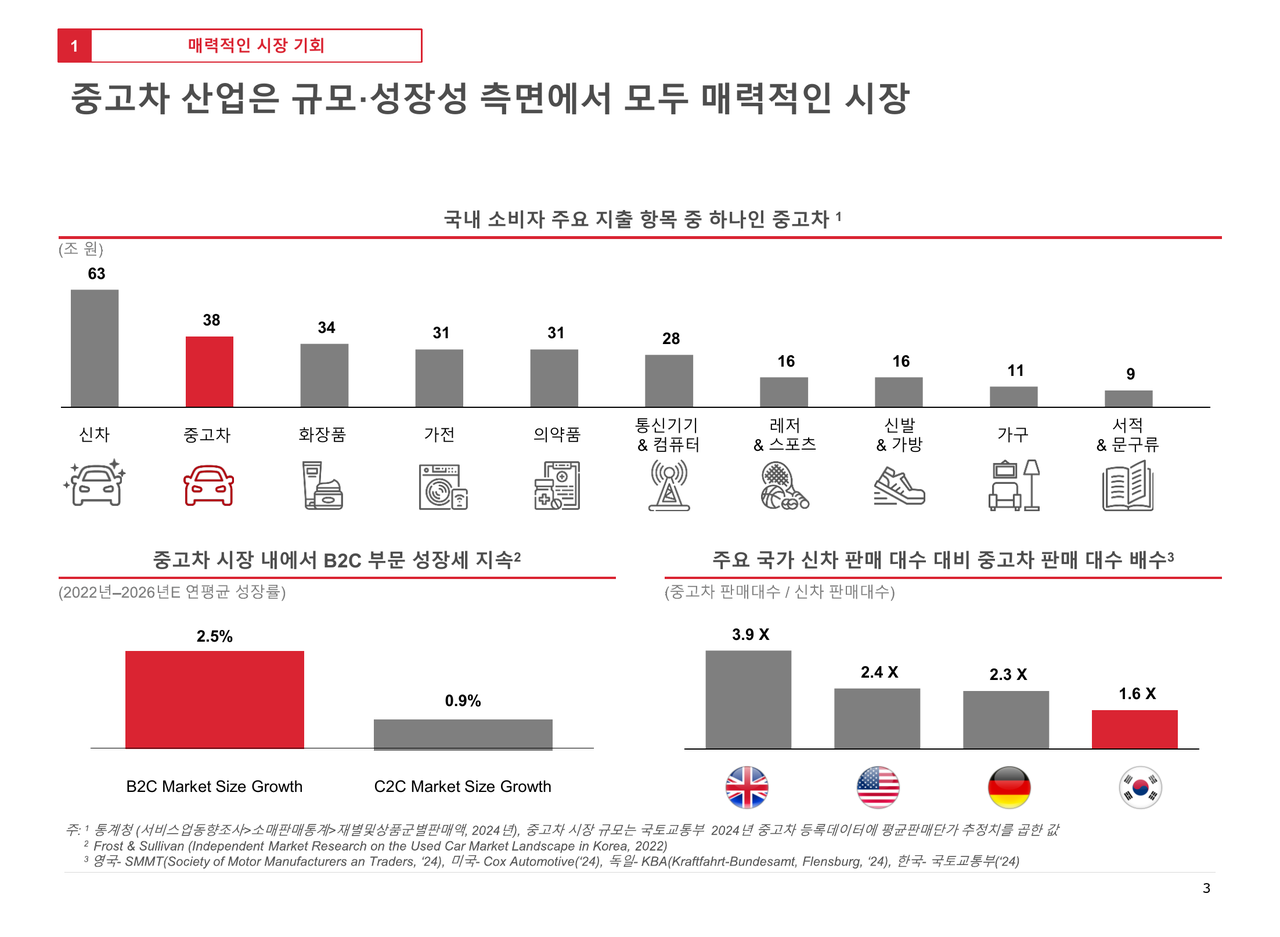 1
매력적인 시장 기회
중고차 산업은 규모·성장성 측면에서 모두 매력적인 시장
국내 소비자 주요 지출 항목 중 하나인 중고차 ¹
(조 원)
63
38
34
31
31
28
16
16
11
9
신차
중고차
화장품
가전
의약품
통신기기
& 컴퓨터
레저
& 스포츠
신발
& 가방
가구
서적
& 문구류
중고차 시장 내에서 B2C 부문 성장세 지속²
(2022년–2026년E 연평균 성장률)
2.5%
0.9%
B2C Market Size Growth
C2C Market Size Growth
주요 국가 신차 판매 대수 대비 중고차 판매 대수 배수³
(중고차 판매대수 / 신차 판매대수)
3.9 X
2.4 X
2.3 X
1.6 X
주: ¹ 통계청 (서비스업동향조사>소매판매통계>재별및상품군별판매액, 2024년), 중고차 시장 규모는 국토교통부 2024년 중고차 등록데이터에 평균판매단가 추정치를 곱한 값
² Frost & Sullivan (Independent Market Research on the Used Car Market Landscape in Korea, 2022)
³ 영국- SMMT(Society of Motor Manufacturers an Traders, ‘24), 미국- Cox Automotive(‘24), 독일- KBA(Kraftfahrt-Bundesamt, Flensburg, ‘24), 한국- 국토교통부(‘24)
3